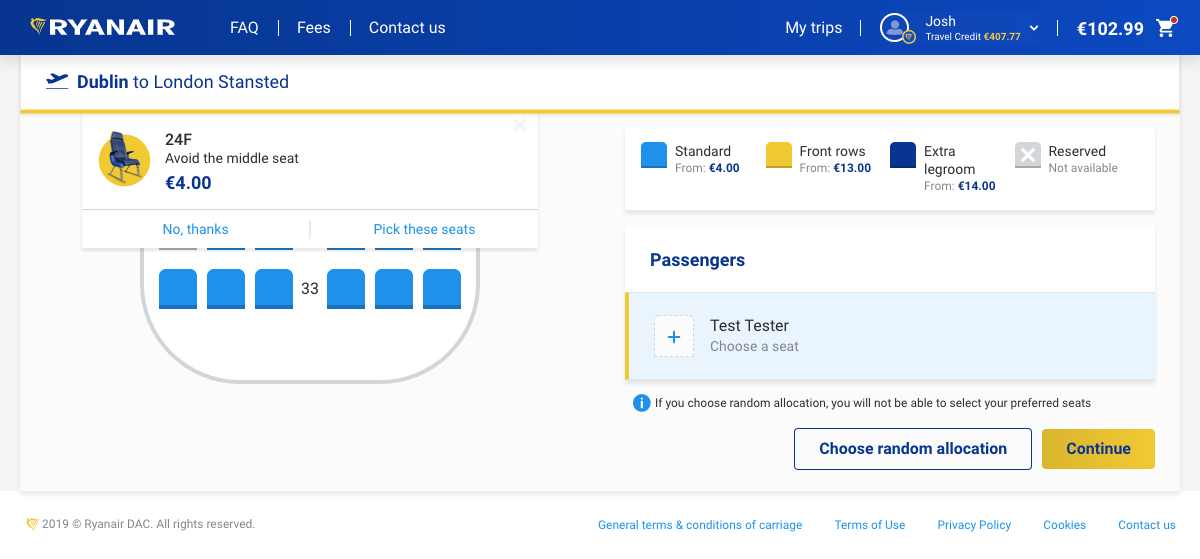 RYANAIR
FAQ
Fees
Contact us
My trips
Josh
Travel Credit €407.77
€102.99
Dublin to London Stansted
24F
Avoid the middle seat
€4.00
No, thanks
Pick these seats
33
Standard
From: €4.00
Front rows
From: €13.00
Extra
legroom
From: €14.00
Reserved
Not available
Passengers
Test Tester
Choose a seat
If you choose random allocation, you will not be able to select your preferred seats
Choose random allocation
Continue
2019 © Ryanair DAC. All rights reserved.
General terms & conditions of carriage
Terms of Use
Privacy Policy
Cookies
Contact us